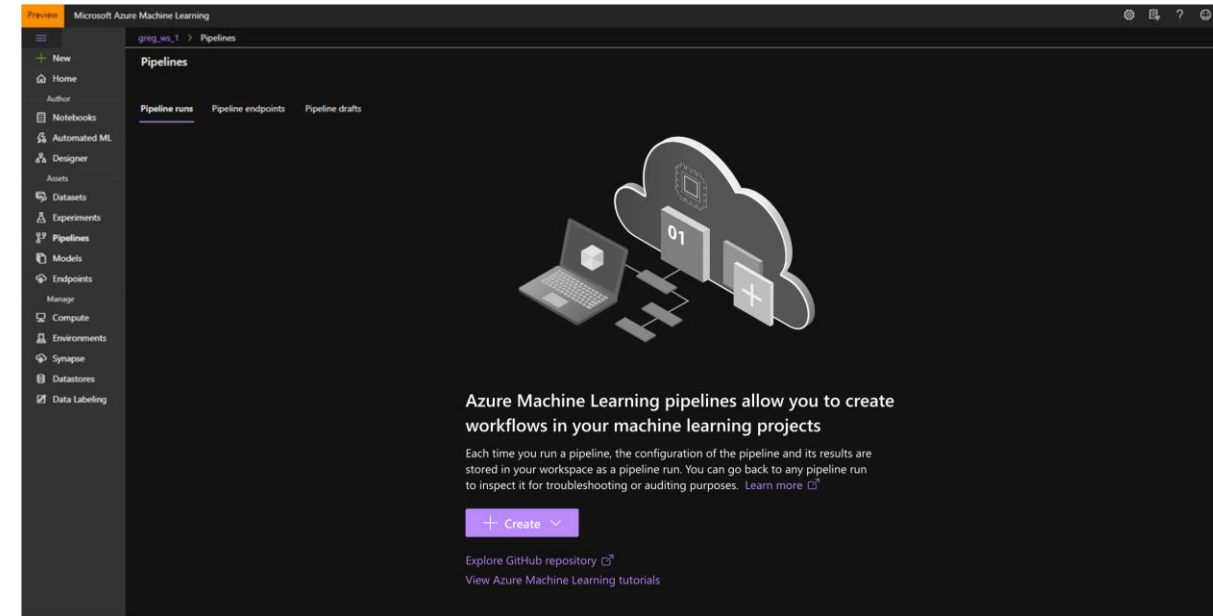 Preview Microsoft Azure Machine Learning
greg_ws_1 > Pipelines
New
Home
Author
Notebooks
Automated ML
Designer
Assets
Datasets
Experiments
Pipelines
Models
Endpoints
Manage
Compute
Environments
Synapse
Datastores
Data Labeling
Pipelines
Pipeline runs Pipeline endpoints Pipeline drafts
01
Azure Machine Learning pipelines allow you to create
workflows in your machine learning projects
Each time you run a pipeline, the configuration of the pipeline and its results are
stored in your workspace as a pipeline run. You can go back to any pipeline run
to inspect it for troubleshooting or auditing purposes. Learn more
+ Create
Explore GitHub repository
View Azure Machine Learning tutorials